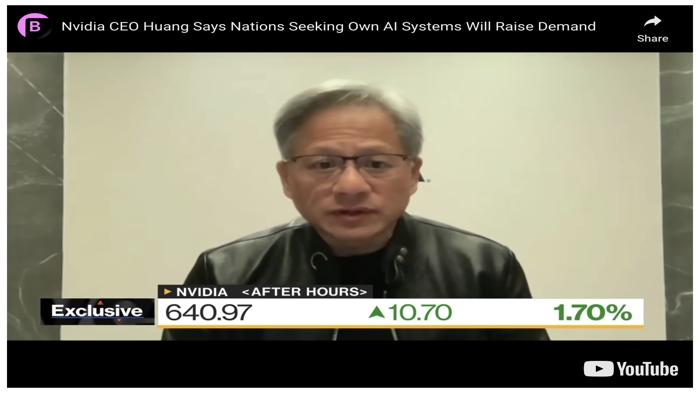 B
Nvidia CEO Huang Says Nations Seeking Own AI Systems Will Raise Demand
Share
NVIDIA <AFTER HOURS>
Exclusive
640.97 ▲10.70 1.70%
YouTube